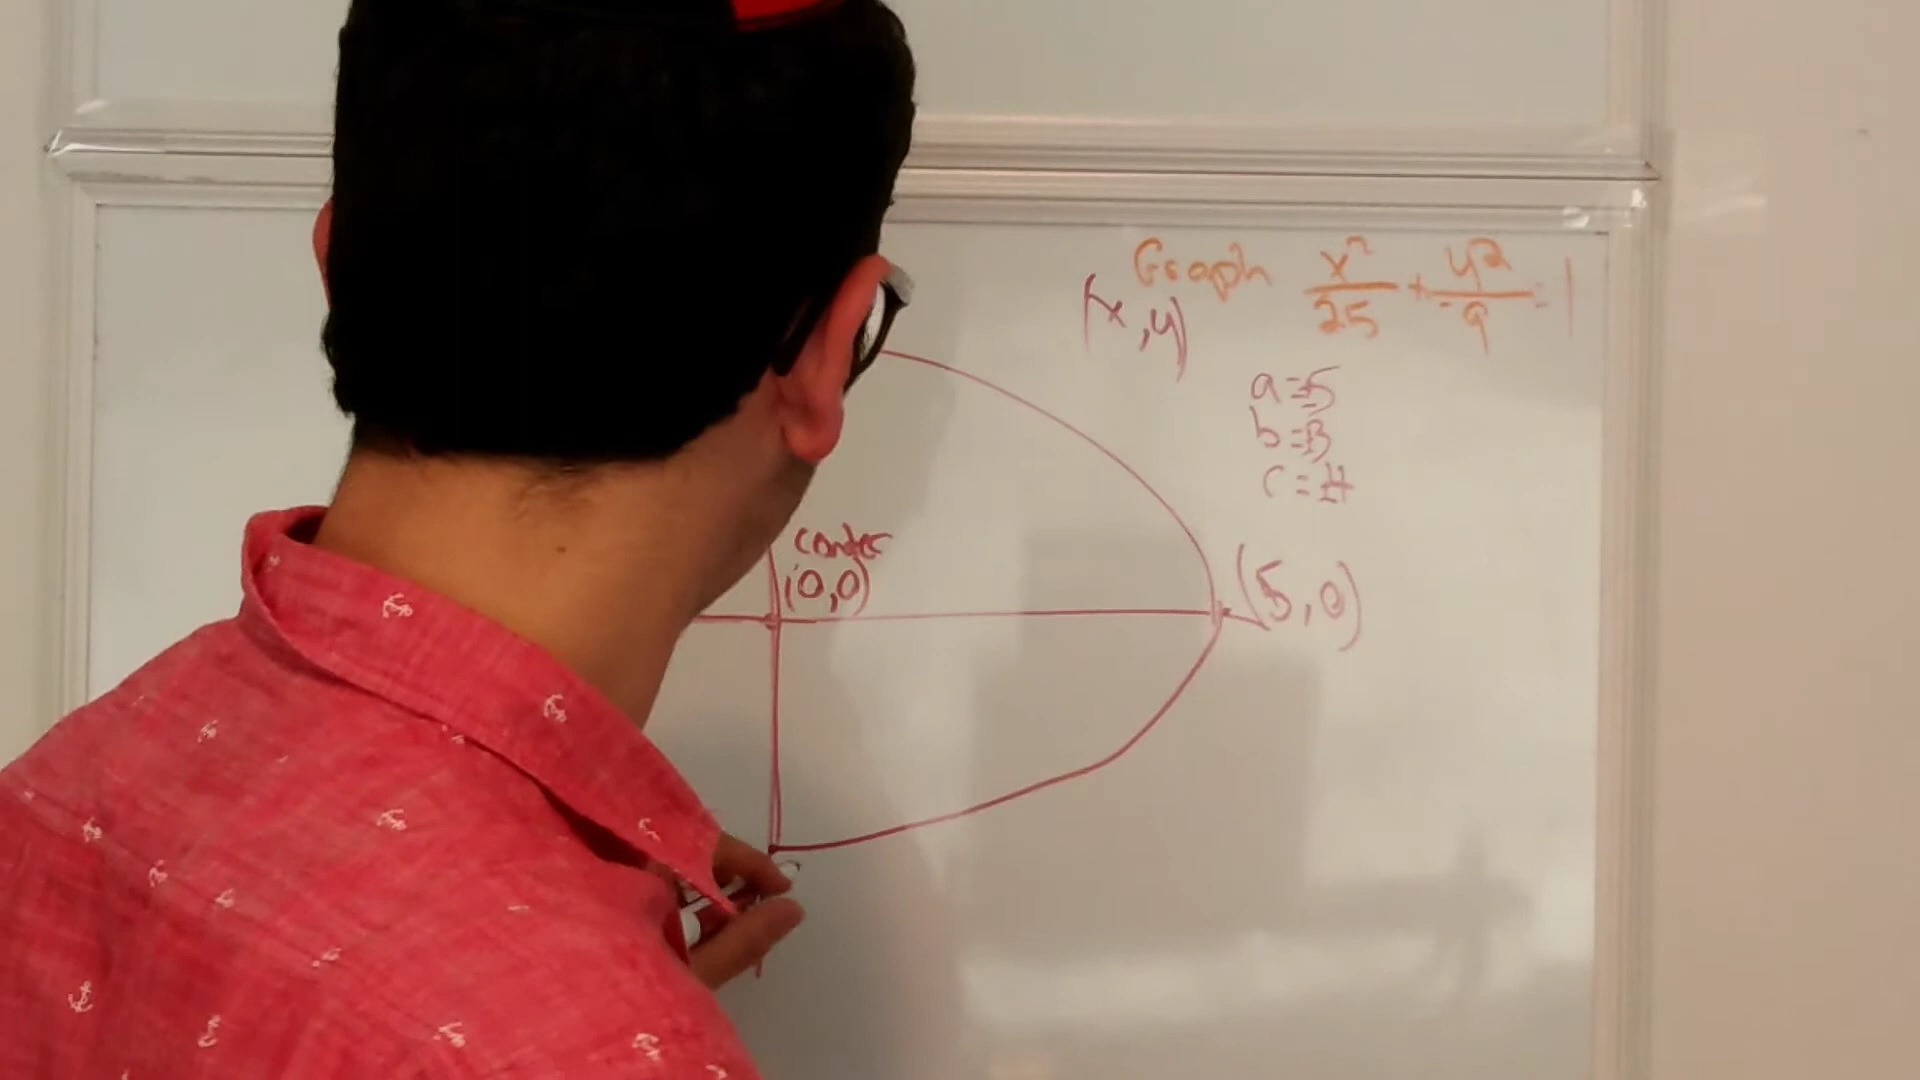 Graph x²/25 + y²/9 = 1
(x,y)
a=±5
b=±3
c=±4
center
(0,0)
(5,0)